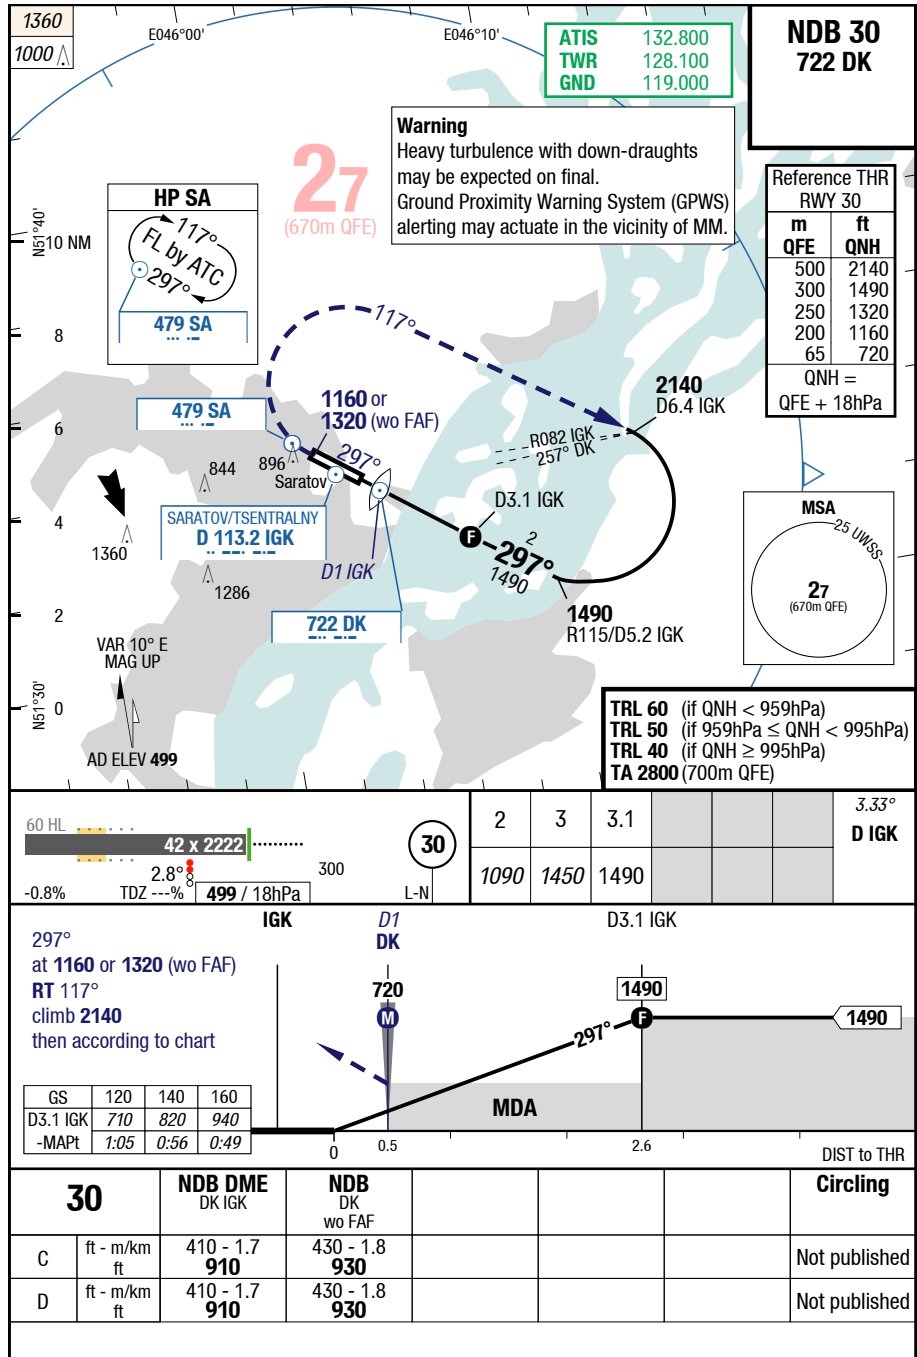 1360
1000
E046°00'
E046°10'
ATIS 132.800
TWR 128.100
GND 119.000
NDB 30
722 DK
Warning
Heavy turbulence with down-draughts
may be expected on final.
Ground Proximity Warning System (GPWS)
alerting may actuate in the vicinity of MM.
27
(670m QFE)
Reference THR
RWY 30
m ft
QFE QNH
500 2140
300 1490
250 1320
200 1160
65 720
QNH =
QFE + 18hPa
HP SA
117°
FL by ATC
297°
479 SA
N51°40'
10 NM
8
6
4
2
0
N51°30'
117°
2140
D6.4 IGK
R082 IGK
257° DK
479 SA
1160 or
1320 (wo FAF)
297°
896
844
Saratov
D3.1 IGK
SARATOV/TSENTRALNY
D 113.2 IGK
1360
1286
D1 IGK
F
2
297°
1490
1490
R115/D5.2 IGK
722 DK
MSA
25 UWSS
27
(670m QFE)
VAR 10° E
MAG UP
AD ELEV 499
TRL 60 (if QNH < 959hPa)
TRL 50 (if 959hPa ≤ QNH < 995hPa)
TRL 40 (if QNH ≥ 995hPa)
TA 2800 (700m QFE)
60 HL
42 x 2222
2.8°
300
-0.8% TDZ ---% 499 / 18hPa L-N
30
2 3 3.1
1090 1450 1490
3.33°
D IGK
IGK
D1
DK
D3.1 IGK
297°
at 1160 or 1320 (wo FAF)
RT 117°
climb 2140
then according to chart
720
M
1490
F
1490
297°
MDA
GS 120 140 160
D3.1 IGK 710 820 940
-MAPt 1:05 0:56 0:49
0 0.5 2.6
DIST to THR
30
NDB DME
DK IGK
NDB
DK
wo FAF
Circling
C ft - m/km 410 - 1.7 430 - 1.8 Not published
ft 910 930
D ft - m/km 410 - 1.7 430 - 1.8 Not published
ft 910 930